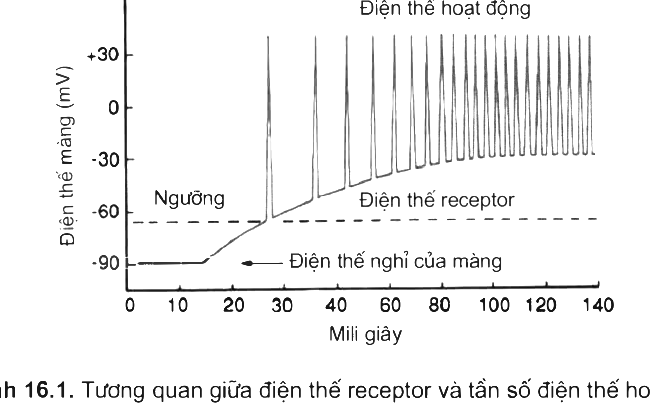 Điện thế hoạt động
Điện thế màng (mV)
+30
0
-30
-60
-90
Ngưỡng
Điện thế receptor
Điện thế nghỉ của màng
0 10 20 30 40 60 80 100 120 140
Mili giây
16.1. Tương quan giữa điện thế receptor và tần số điện thế